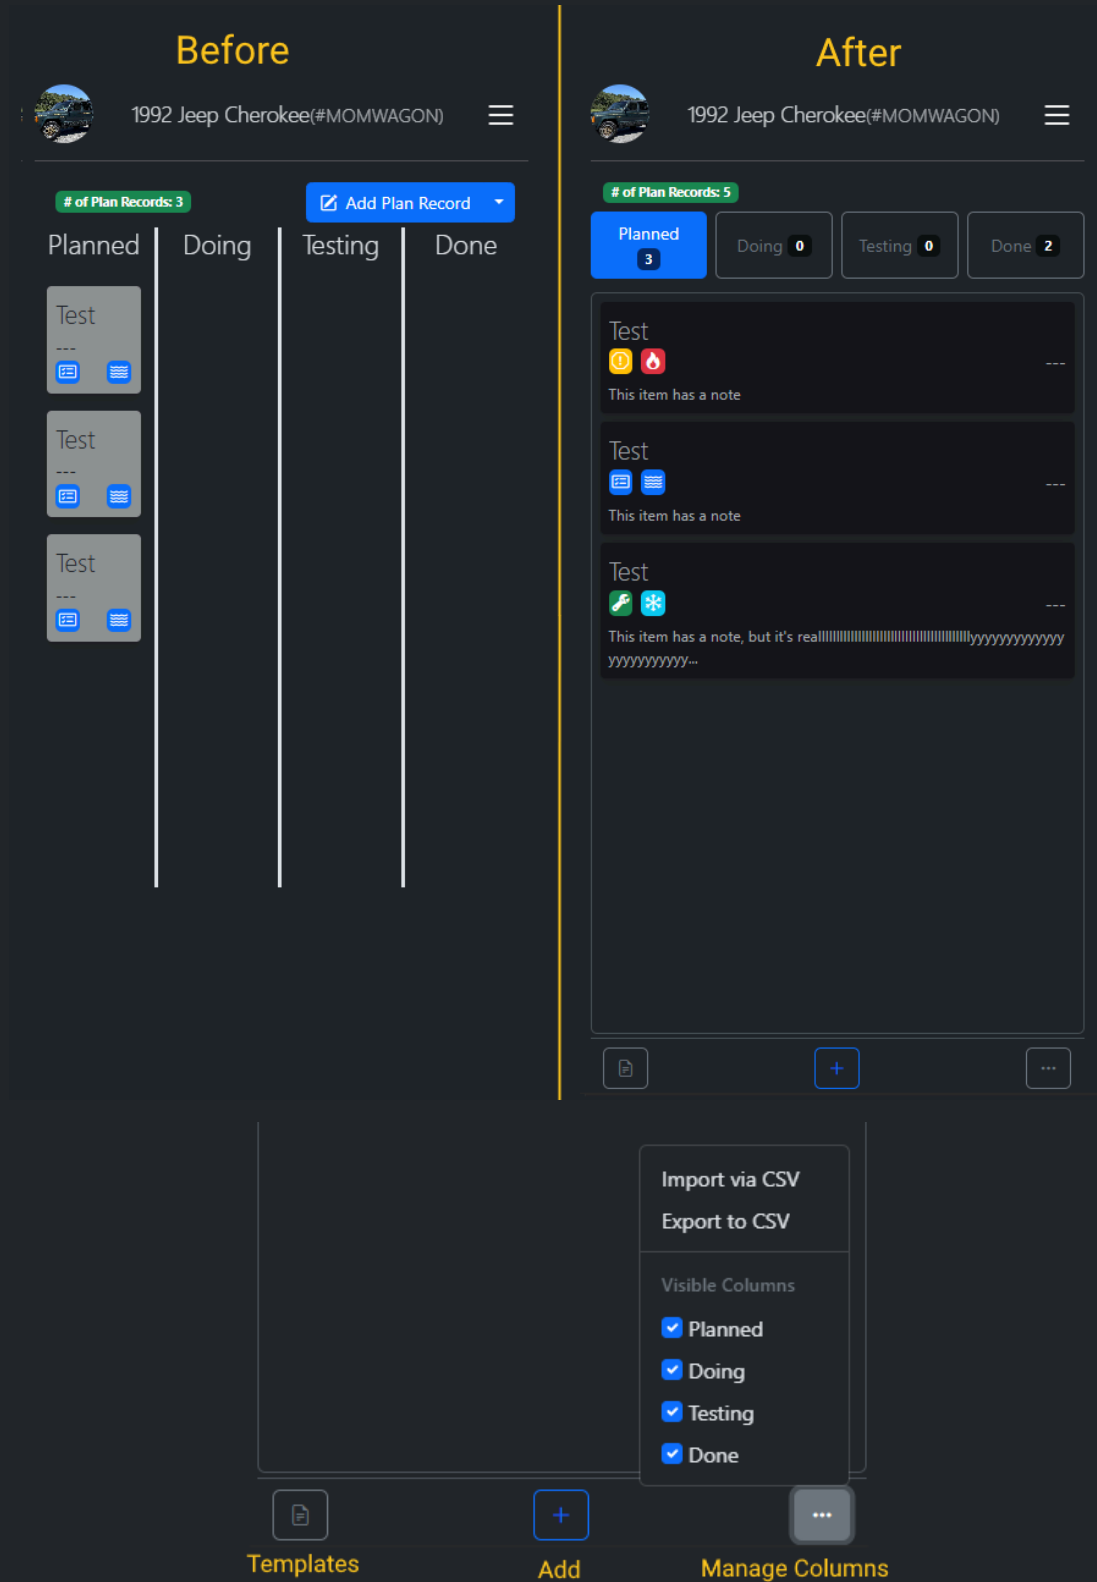 Before
1992 Jeep Cherokee(#MOMWAGON)
# of Plan Records: 3
Add Plan Record
Planned Doing Testing Done
Test
---
Test
---
Test
---
After
1992 Jeep Cherokee(#MOMWAGON)
# of Plan Records: 5
Planned
3
Doing 0
Testing 0
Done 2
Test
---
This item has a note
Test
---
This item has a note
Test
---
This item has a note, but it's reallllllllllllllllllllllllllllllllllllllllllllyyyyyyyyyyyyy
yyyyyyyyyyy...
Import via CSV
Export to CSV
Visible Columns
Planned
Doing
Testing
Done
Templates
Add
Manage Columns